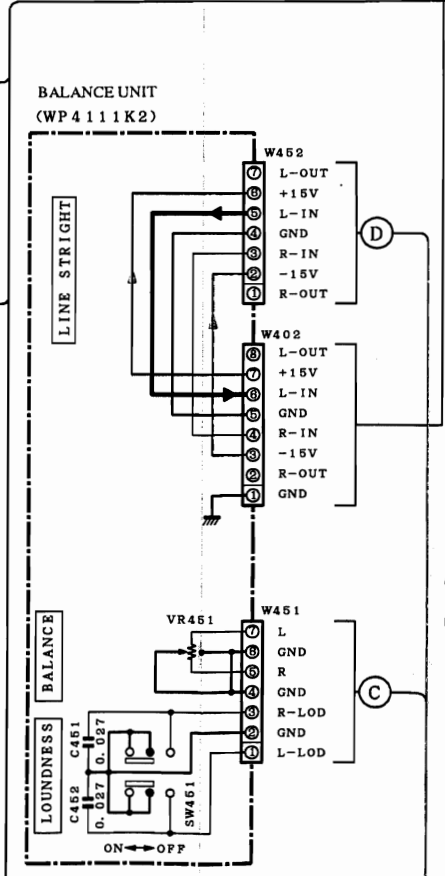 BALANCE UNIT
(WP4111K2)
LINE STRIGHT
W452
⑦ L-OUT
⑥ +15V
⑤ L-IN
④ GND
③ R-IN
② -15V
① R-OUT
D
W402
⑧ L-OUT
⑦ +15V
⑥ L-IN
⑤ GND
④ R-IN
③ -15V
② R-OUT
① GND
BALANCE
VR451
W451
⑦ L
⑥ GND
⑤ R
④ GND
③ R-LOD
② GND
① L-LOD
C
LOUNDNESS
C451
0.027
C452
0.027
SW451
ON OFF